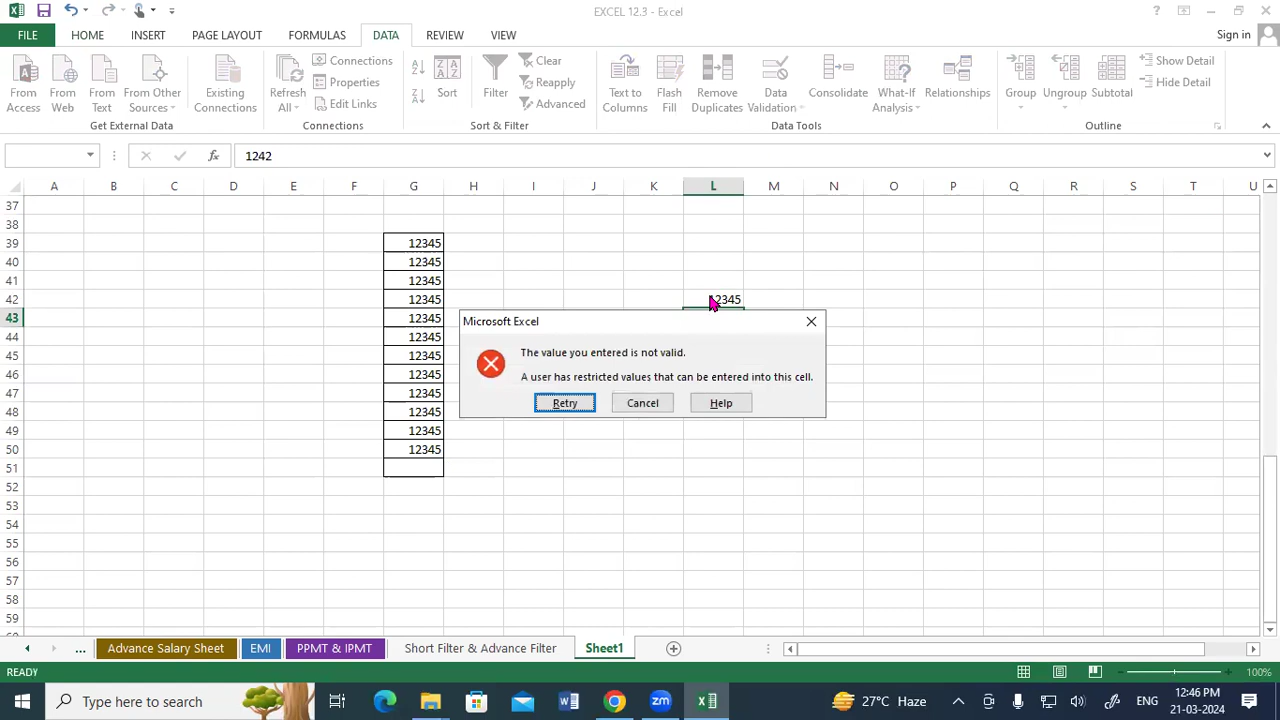 EXCEL 12.3 - Excel
FILE HOME INSERT PAGE LAYOUT FORMULAS DATA REVIEW VIEW Sign in
From Access
From Web
From Text
From Other Sources
Existing Connections
Get External Data
Refresh All
Connections
Properties
Edit Links
Connections
Sort
Filter
Clear
Reapply
Advanced
Sort & Filter
Text to Columns
Flash Fill
Remove Duplicates
Data Validation
Consolidate
What-If Analysis
Relationships
Data Tools
Group
Ungroup
Subtotal
Show Detail
Hide Detail
Outline
fx 1242
A B C D E F G H I J K L M N O P Q R S T U
37
38
39 12345
40 12345
41 12345
42 12345 12345
43 12345
44 12345
45 12345
46 12345
47 12345
48 12345
49 12345
50 12345
51
52
53
54
55
56
57
58
59
Microsoft Excel
The value you entered is not valid.
A user has restricted values that can be entered into this cell.
Retry Cancel Help
... Advance Salary Sheet EMI PPMT & IPMT Short Filter & Advance Filter Sheet1
READY 100%
Type here to search 27°C Haze ENG 12:46 PM
21-03-2024